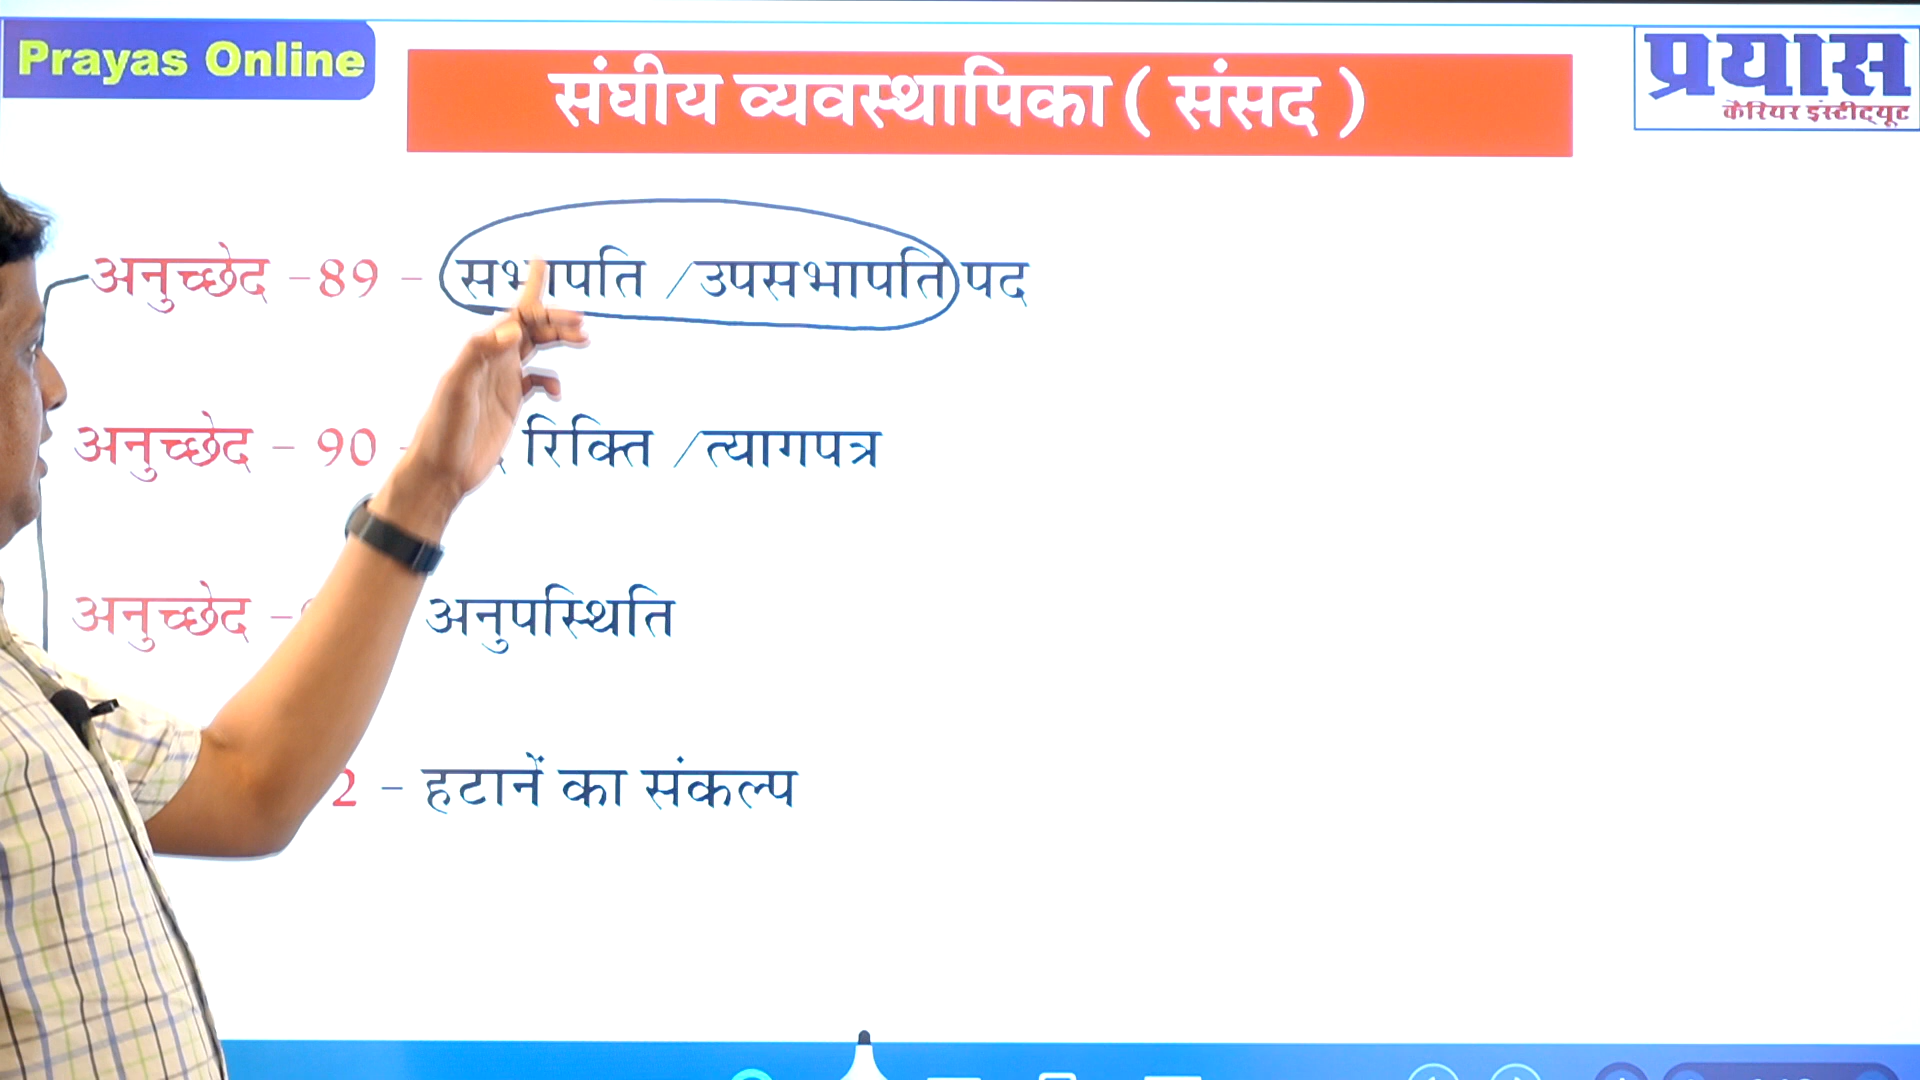 Prayas Online
संघीय व्यवस्थापिका ( संसद )
प्रयास
कैरियर इंस्टीट्यूट
अनुच्छेद -89 - सभापति /उपसभापति पद
अनुच्छेद - 90 - रिक्ति /त्यागपत्र
अनुच्छेद - अनुपस्थिति
2 - हटानें का संकल्प